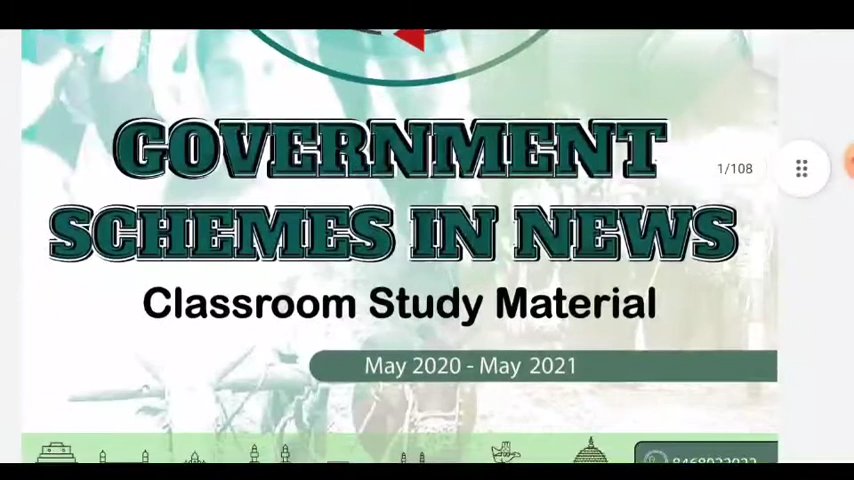 GOVERNMENT
1/108
SCHEMES IN NEWS
Classroom Study Material
May 2020 - May 2021